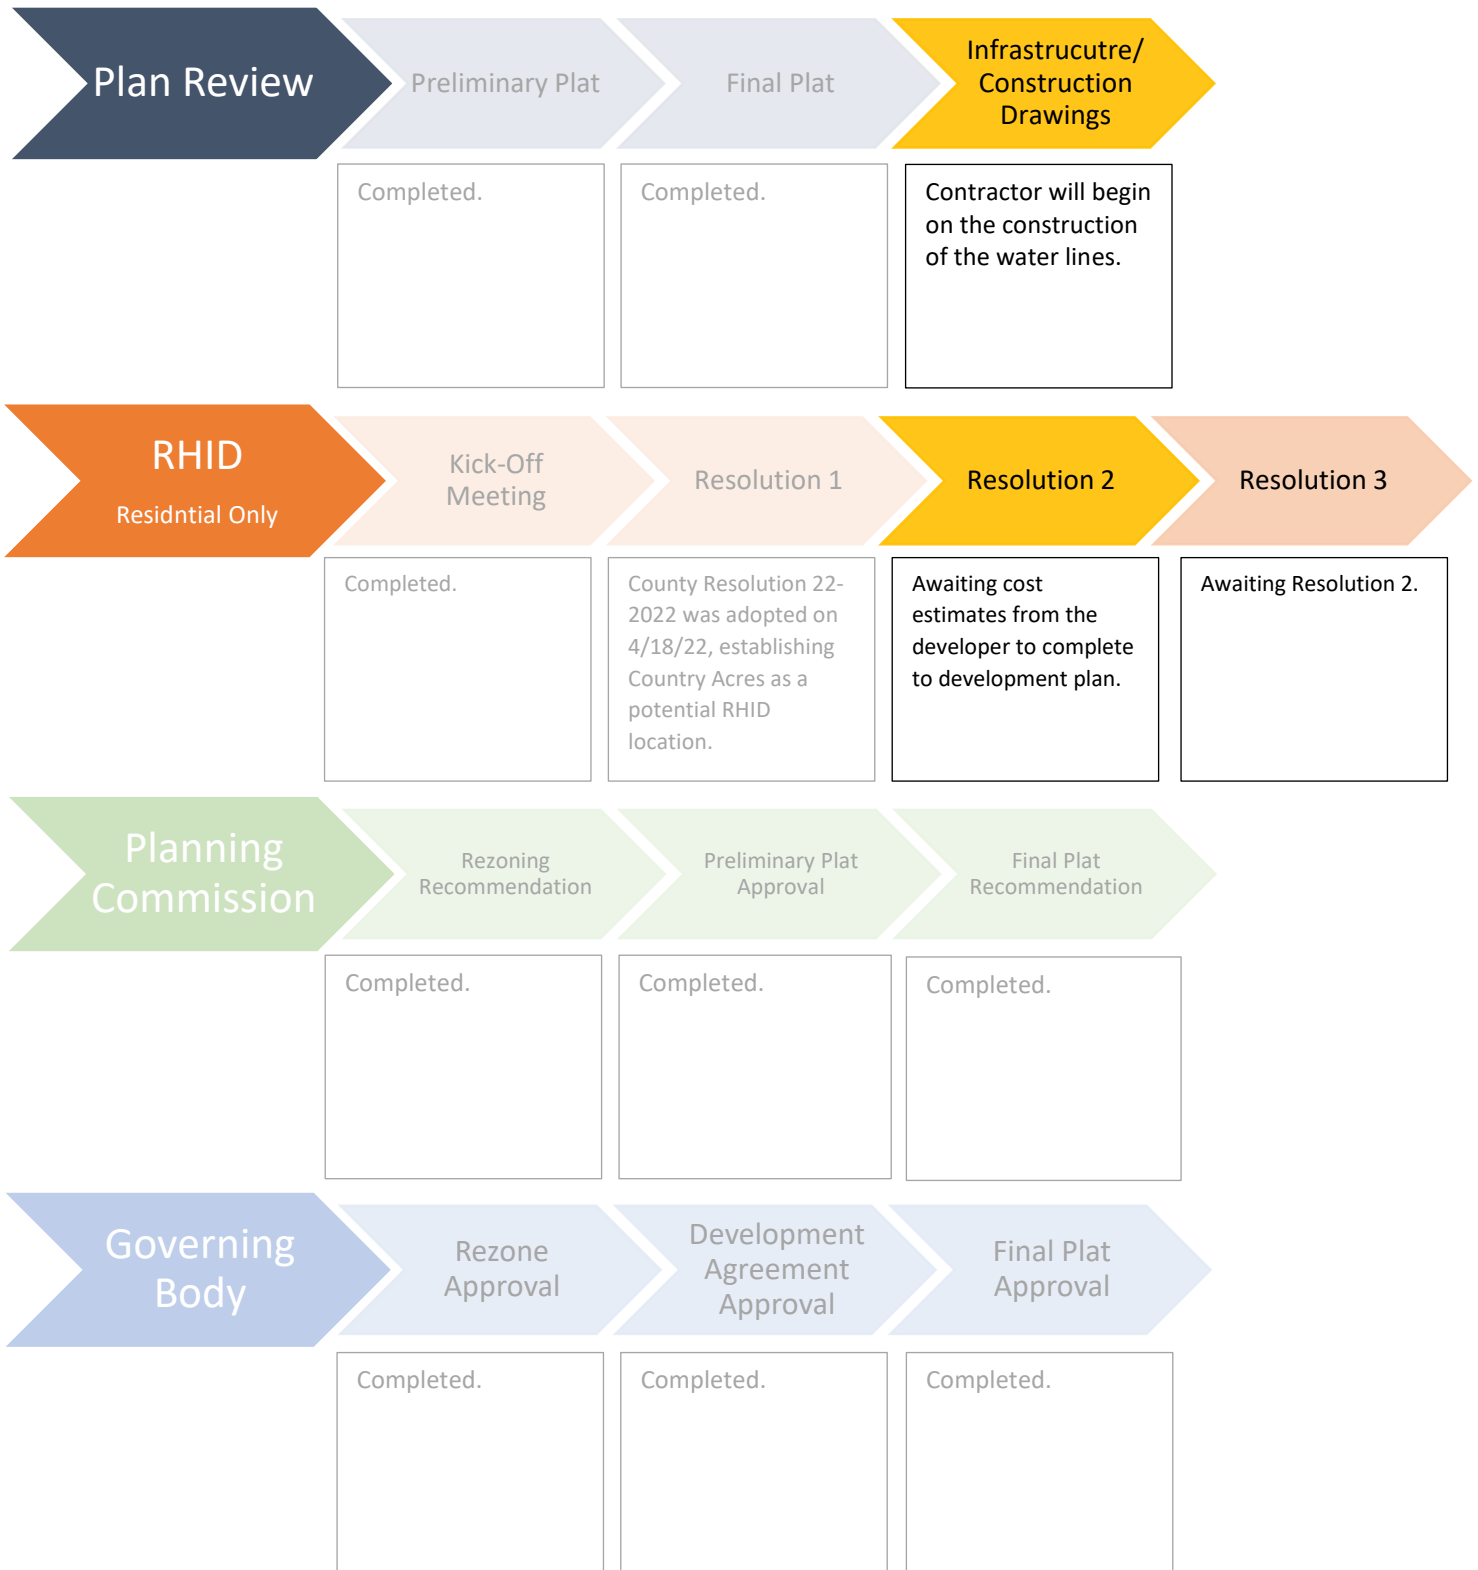 Plan Review
Preliminary Plat
Final Plat
Infrastrucutre/
Construction
Drawings
Completed.
Completed.
Contractor will begin
on the construction
of the water lines.
RHID
Residntial Only
Kick-Off
Meeting
Resolution 1
Resolution 2
Resolution 3
Completed.
County Resolution 22-
2022 was adopted on
4/18/22, establishing
Country Acres as a
potential RHID
location.
Awaiting cost
estimates from the
developer to complete
to development plan.
Awaiting Resolution 2.
Planning
Commission
Rezoning
Recommendation
Preliminary Plat
Approval
Final Plat
Recommendation
Completed.
Completed.
Completed.
Governing
Body
Rezone
Approval
Development
Agreement
Approval
Final Plat
Approval
Completed.
Completed.
Completed.